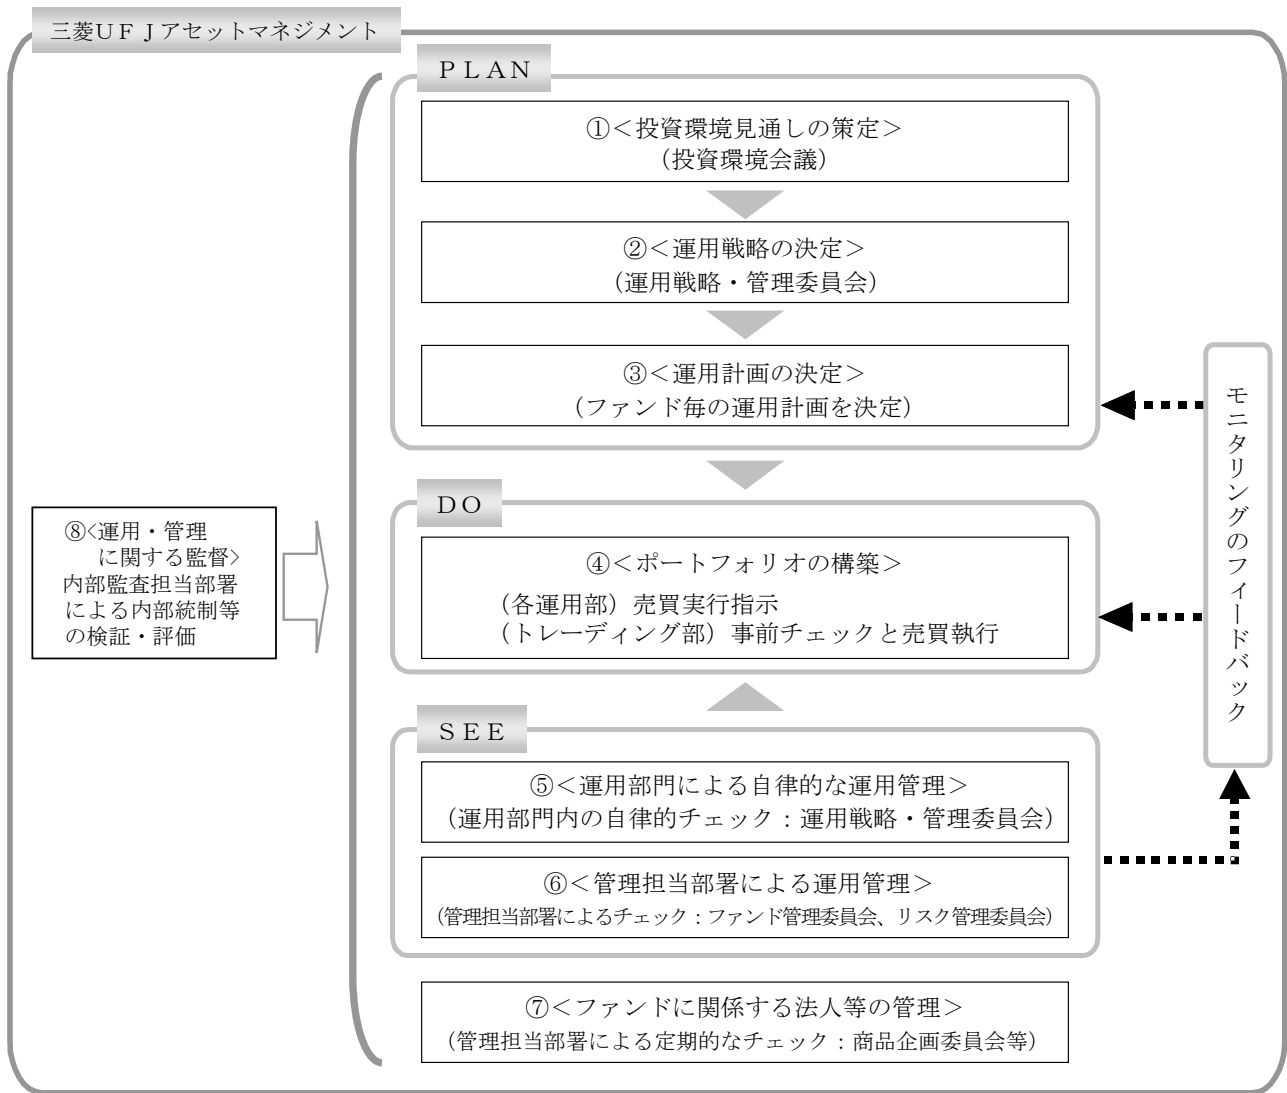 三菱ＵＦＪアセットマネジメント
ＰＬＡＮ
①＜投資環境見通しの策定＞
（投資環境会議）
②＜運用戦略の決定＞
（運用戦略・管理委員会）
③＜運用計画の決定＞
（ファンド毎の運用計画を決定）
ＤＯ
④＜ポートフォリオの構築＞
（各運用部）売買実行指示
（トレーディング部）事前チェックと売買執行
ＳＥＥ
⑤＜運用部門による自律的な運用管理＞
（運用部門内の自律的チェック：運用戦略・管理委員会）
⑥＜管理担当部署による運用管理＞
（管理担当部署によるチェック：ファンド管理委員会、リスク管理委員会）
⑦＜ファンドに関係する法人等の管理＞
（管理担当部署による定期的なチェック：商品企画委員会等）
⑧<運用・管理
に関する監督>
内部監査担当部署
による内部統制等
の検証・評価
モニタリングのフィードバック